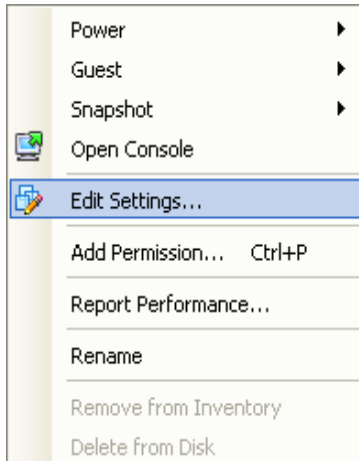 Power
Guest
Snapshot
Open Console
Edit Settings...
Add Permission... Ctrl+P
Report Performance...
Rename
Remove from Inventory
Delete from Disk